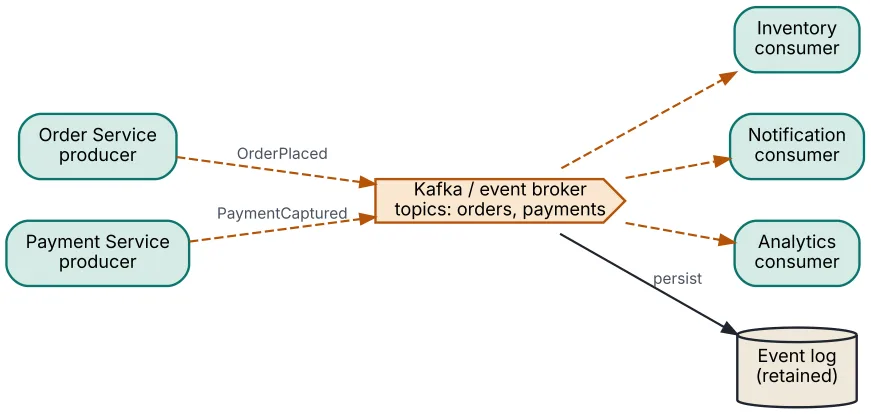 Order Service
producer
Payment Service
producer
OrderPlaced
PaymentCaptured
Kafka / event broker
topics: orders, payments
Inventory
consumer
Notification
consumer
Analytics
consumer
persist
Event log
(retained)